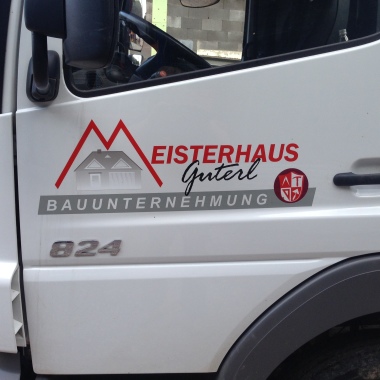 MEISTERHAUS
Guterl
BAUUNTERNEHMUNG
824